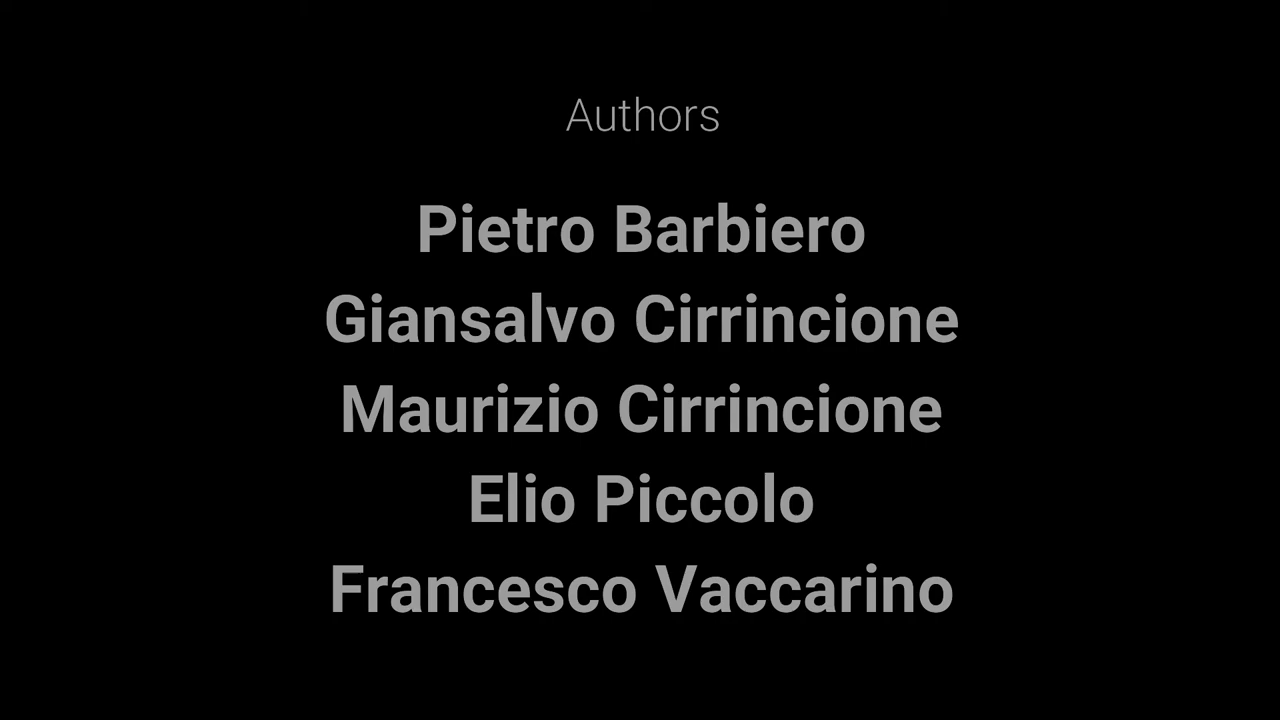 Authors
Pietro Barbiero
Giansalvo Cirrincione
Maurizio Cirrincione
Elio Piccolo
Francesco Vaccarino